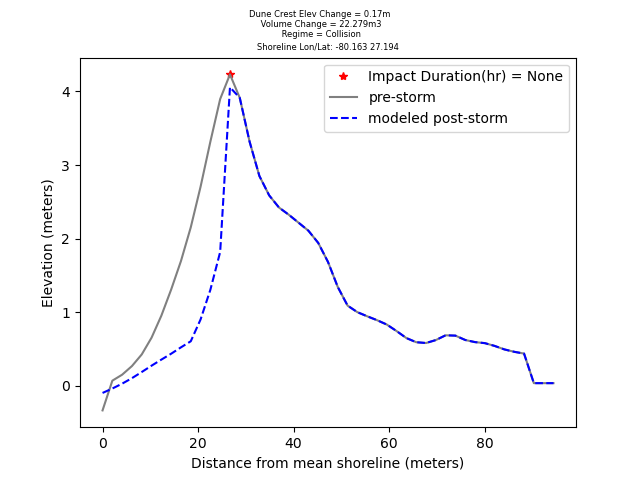 Dune Crest Elev Change = 0.17m
Volume Change = 22.279m3
Regime = Collision
Shoreline Lon/Lat: -80.163 27.194
Impact Duration(hr) = None
pre-storm
modeled post-storm
Elevation (meters)
4
3
2
1
0
0 20 40 60 80
Distance from mean shoreline (meters)